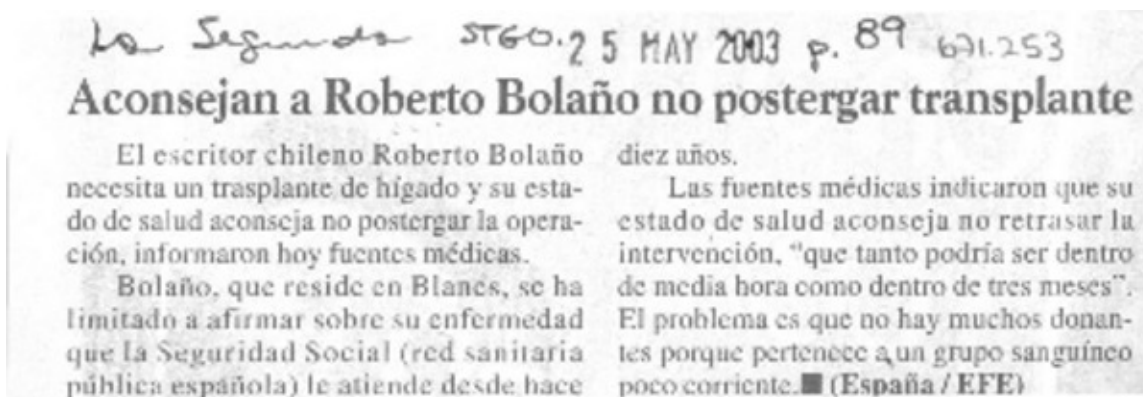 La Segunda STGO. 25 MAY 2003 p. 89 671.253
Aconsejan a Roberto Bolaño no postergar transplante
El escritor chileno Roberto Bolaño
necesita un trasplante de hígado y su esta-
do de salud aconseja no postergar la opera-
ción, informaron hoy fuentes médicas.
Bolaño, que reside en Blanes, se ha
limitado a afirmar sobre su enfermedad
que la Seguridad Social (red sanitaria
pública española) le atiende desde hace
diez años.
Las fuentes médicas indicaron que su
estado de salud aconseja no retrasar la
intervención, “que tanto podría ser dentro
de media hora como dentro de tres meses”.
El problema es que no hay muchos donan-
tes porque pertenece a un grupo sanguíneo
poco corriente.■ (España / EFE)